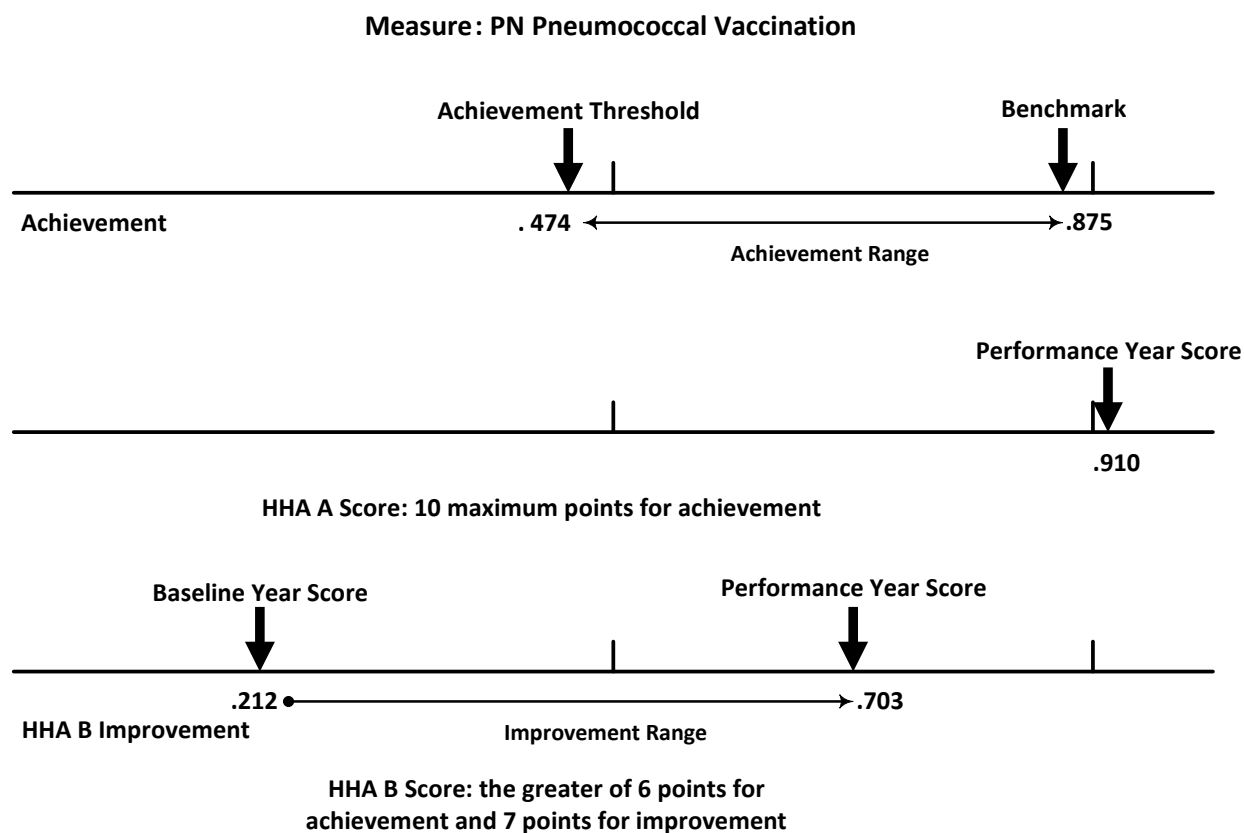 Measure: PN Pneumococcal Vaccination
Achievement Threshold
Benchmark
Achievement
. 474
.875
Achievement Range
Performance Year Score
.910
HHA A Score: 10 maximum points for achievement
Baseline Year Score
Performance Year Score
.212
.703
HHA B Improvement
Improvement Range
HHA B Score: the greater of 6 points for
achievement and 7 points for improvement